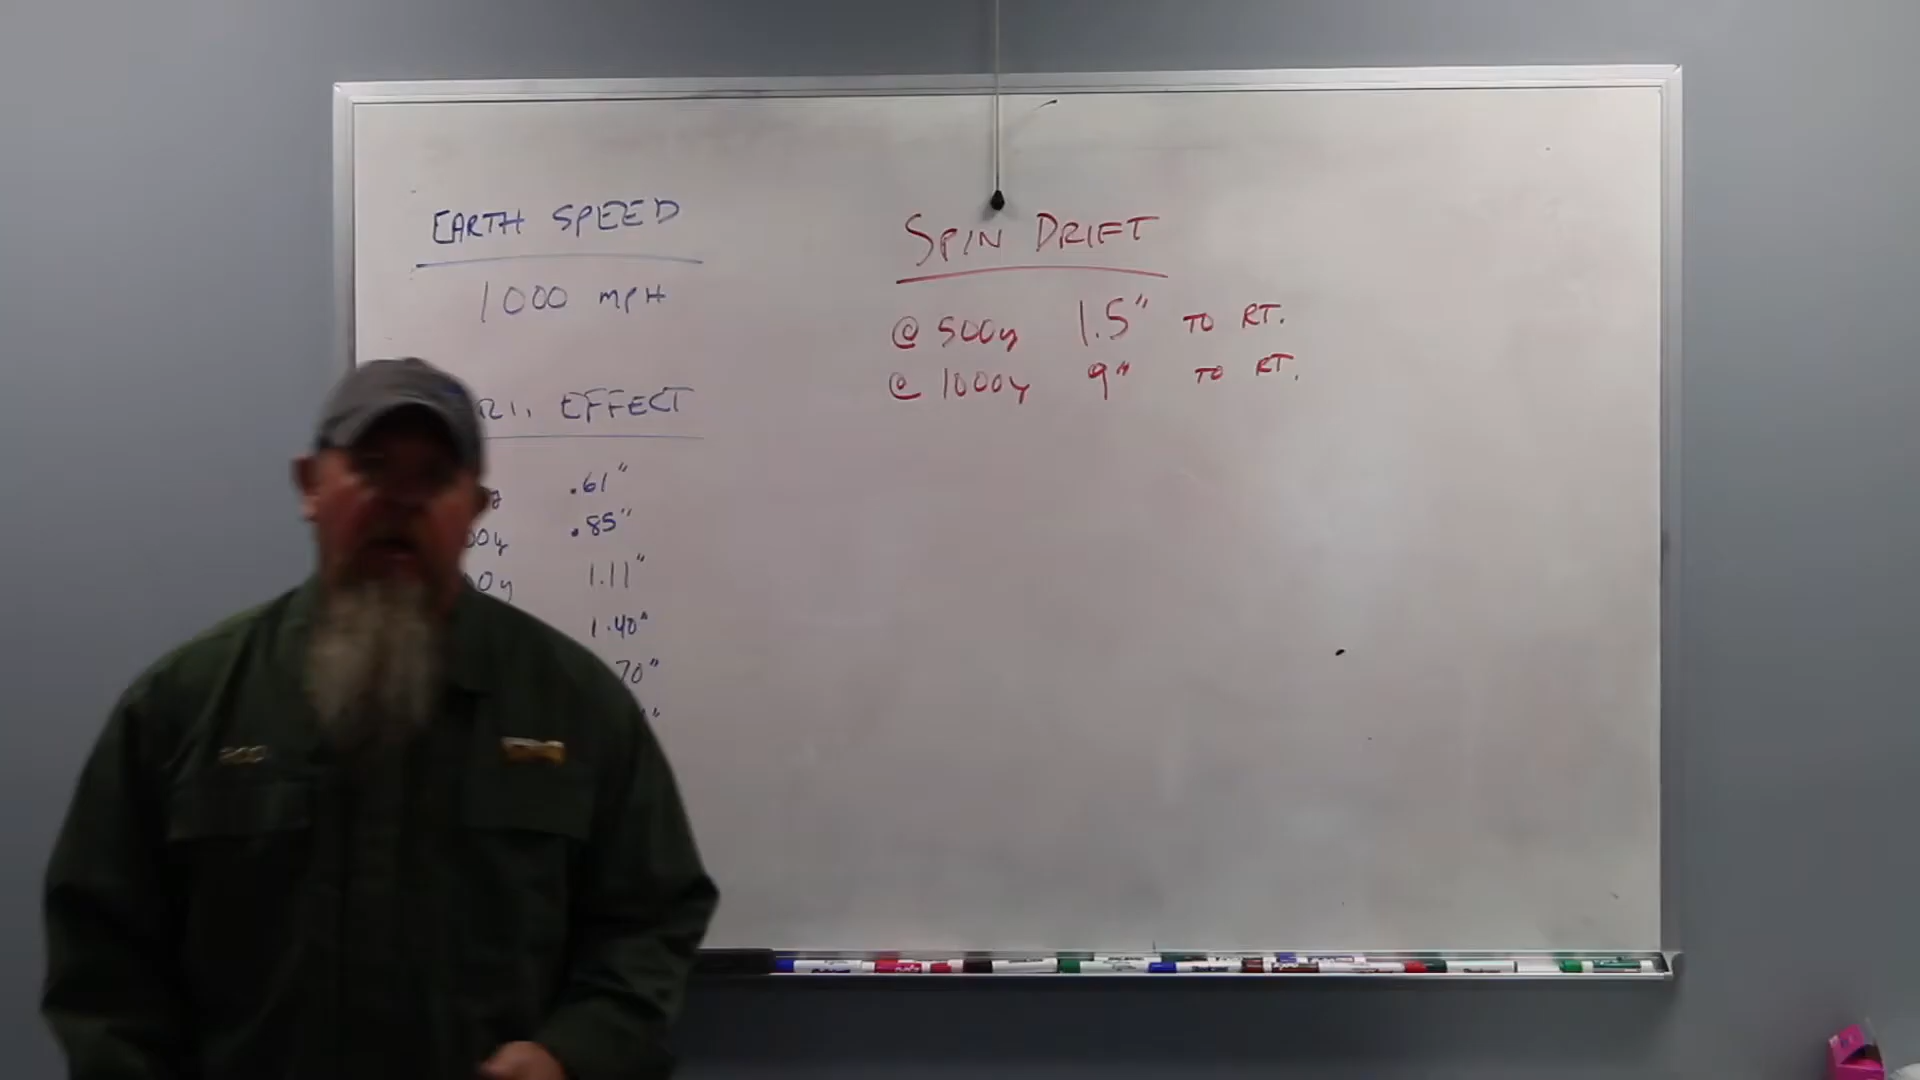 EARTH SPEED
1000 MPH
EFFECT
.61"
.85"
1.11"
1.40"
70"
SPIN DRIFT
@ 500y 1.5" TO RT.
@ 1000y 9" TO RT.